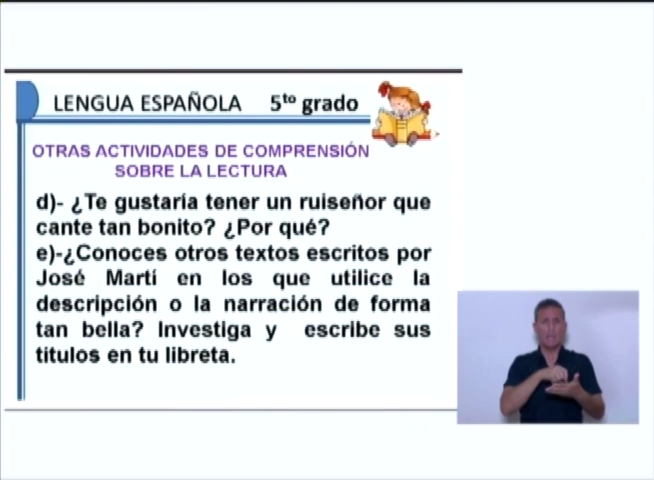 LENGUA ESPAÑOLA 5to grado
OTRAS ACTIVIDADES DE COMPRENSIÓN
SOBRE LA LECTURA
d)- ¿Te gustaría tener un ruiseñor que
cante tan bonito? ¿Por qué?
e)-¿Conoces otros textos escritos por
José Martí en los que utilice la
descripción o la narración de forma
tan bella? Investiga y escribe sus
titulos en tu libreta.